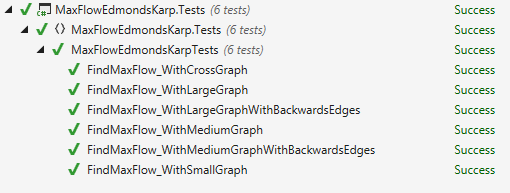 MaxFlowEdmondsKarp.Tests (6 tests) Success
MaxFlowEdmondsKarp.Tests (6 tests) Success
MaxFlowEdmondsKarpTests (6 tests) Success
FindMaxFlow_WithCrossGraph Success
FindMaxFlow_WithLargeGraph Success
FindMaxFlow_WithLargeGraphWithBackwardsEdges Success
FindMaxFlow_WithMediumGraph Success
FindMaxFlow_WithMediumGraphWithBackwardsEdges Success
FindMaxFlow_WithSmallGraph Success